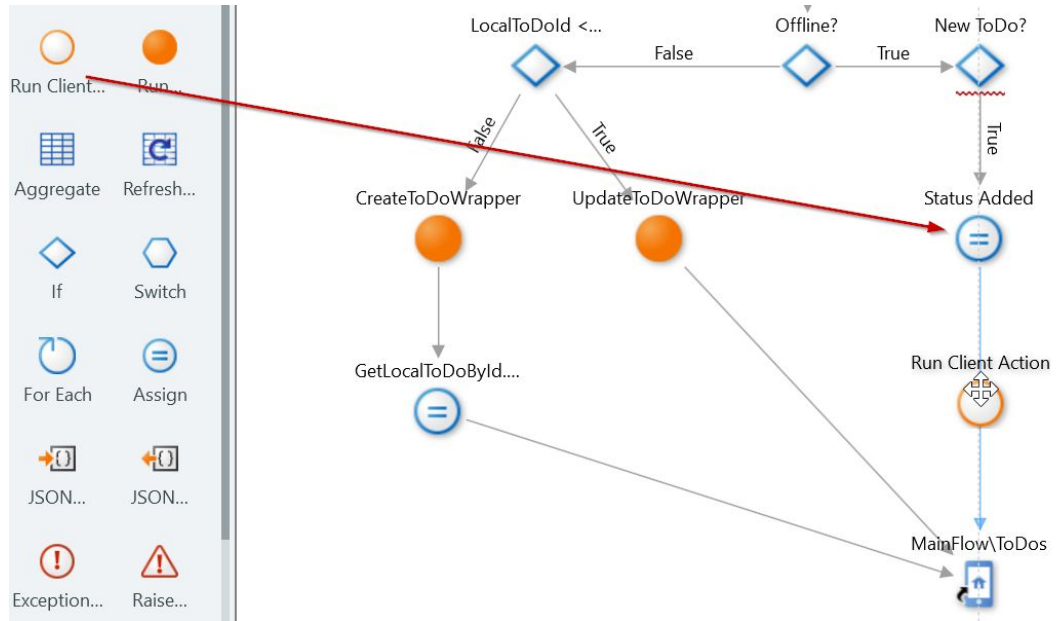 Run Client...
Run...
Aggregate
Refresh...
If
Switch
For Each
Assign
JSON...
JSON...
Exception...
Raise...
LocalToDoId <...
Offline?
New ToDo?
False
True
False
True
True
CreateToDoWrapper
UpdateToDoWrapper
Status Added
GetLocalToDoById....
Run Client Action
MainFlow\ToDos